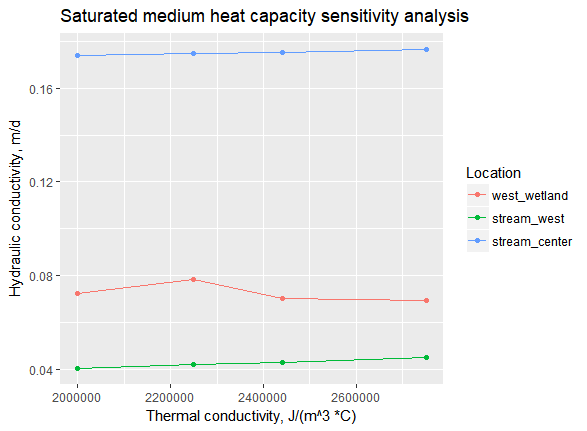 Saturated medium heat capacity sensitivity analysis
Hydraulic conductivity, m/d
0.16
0.12
0.08
0.04
2000000 2200000 2400000 2600000
Thermal conductivity, J/(m^3 *C)
Location
west_wetland
stream_west
stream_center